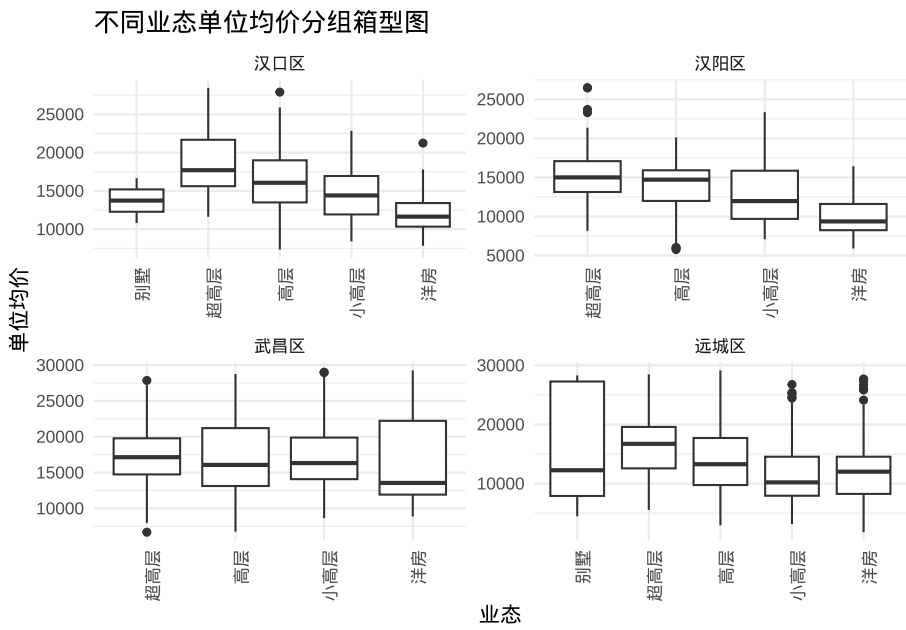 不同业态单位均价分组箱型图
汉口区
汉阳区
25000
20000
15000
10000
25000
20000
15000
10000
5000
别墅
超高层
高层
小高层
洋房
超高层
高层
小高层
洋房
单位均价
武昌区
远城区
30000
25000
20000
15000
10000
30000
20000
10000
超高层
高层
小高层
洋房
别墅
超高层
高层
小高层
洋房
业态